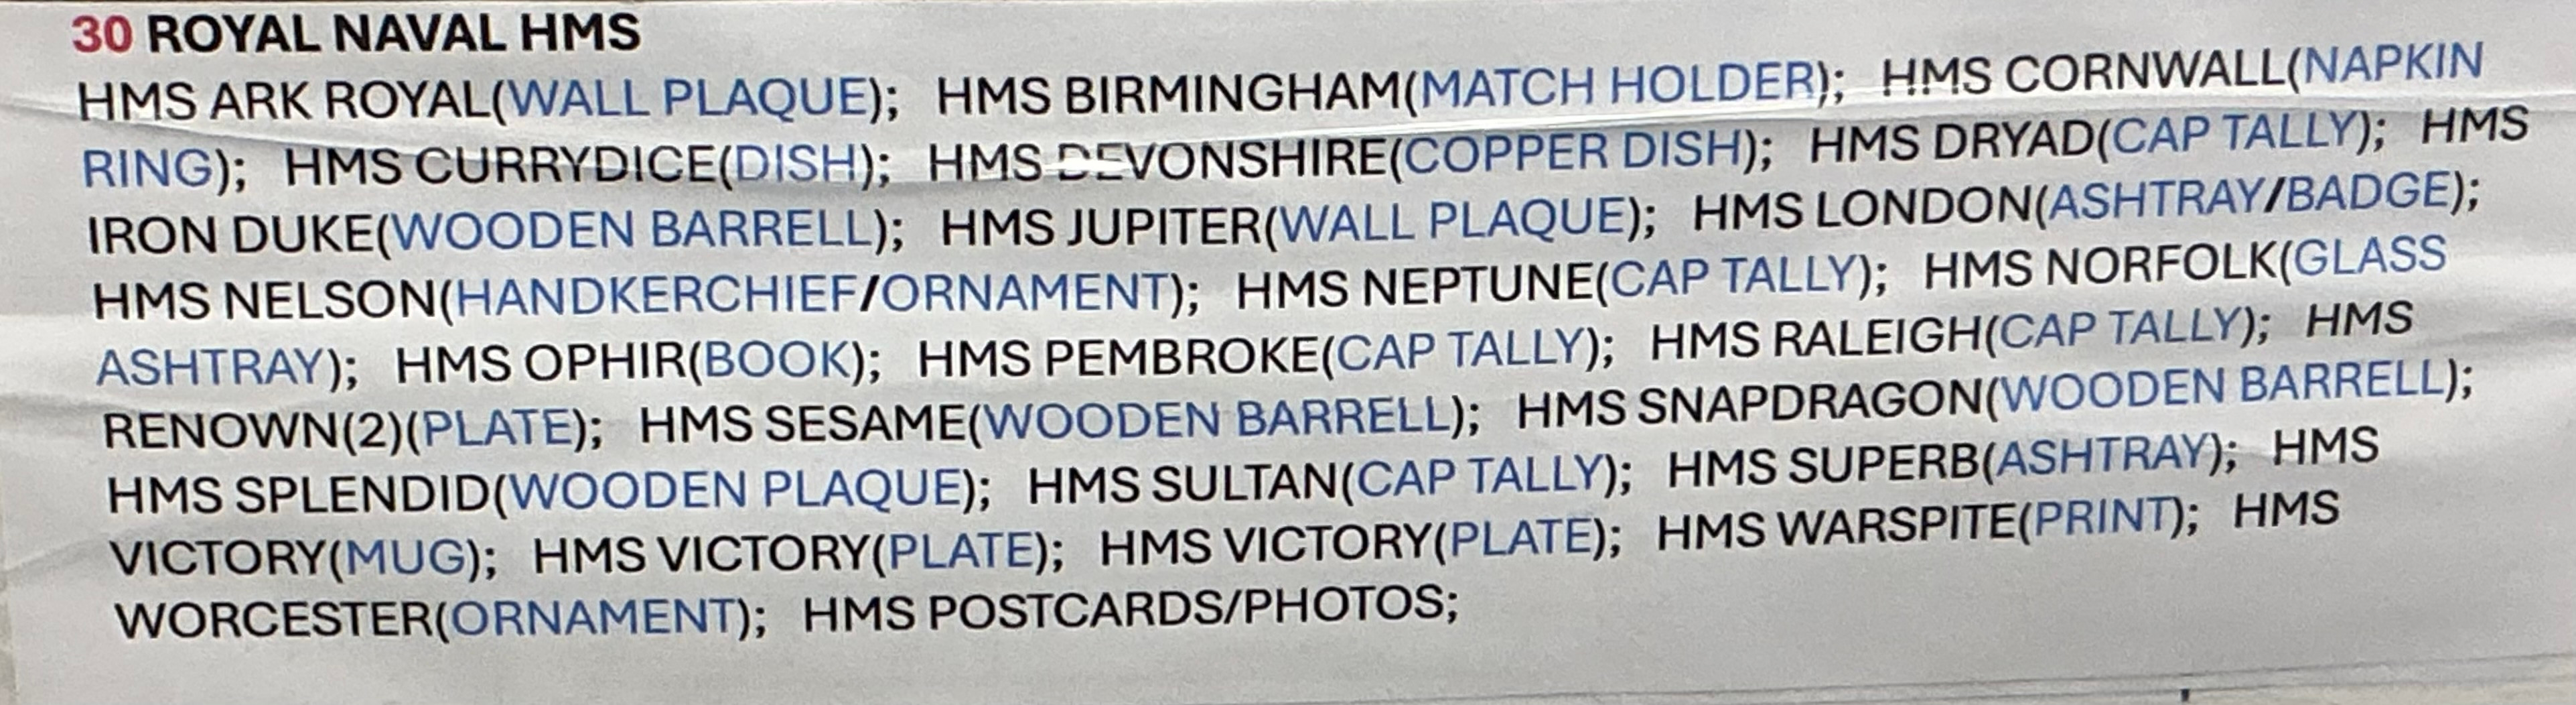 30 ROYAL NAVAL HMS
HMS ARK ROYAL(WALL PLAQUE); HMS BIRMINGHAM(MATCH HOLDER); HMS CORNWALL(NAPKIN
RING); HMS CURRYDICE(DISH); HMS DEVONSHIRE(COPPER DISH); HMS DRYAD(CAP TALLY); HMS
IRON DUKE(WOODEN BARRELL); HMS JUPITER(WALL PLAQUE); HMS LONDON(ASHTRAY/BADGE);
HMS NELSON(HANDKERCHIEF/ORNAMENT); HMS NEPTUNE(CAP TALLY); HMS NORFOLK(GLASS
ASHTRAY); HMS OPHIR(BOOK); HMS PEMBROKE(CAP TALLY); HMS RALEIGH(CAP TALLY); HMS
RENOWN(2)(PLATE); HMS SESAME(WOODEN BARRELL); HMS SNAPDRAGON(WOODEN BARRELL);
HMS SPLENDID(WOODEN PLAQUE); HMS SULTAN(CAP TALLY); HMS SUPERB(ASHTRAY); HMS
VICTORY(MUG); HMS VICTORY(PLATE); HMS VICTORY(PLATE); HMS WARSPITE(PRINT); HMS
WORCESTER(ORNAMENT); HMS POSTCARDS/PHOTOS;